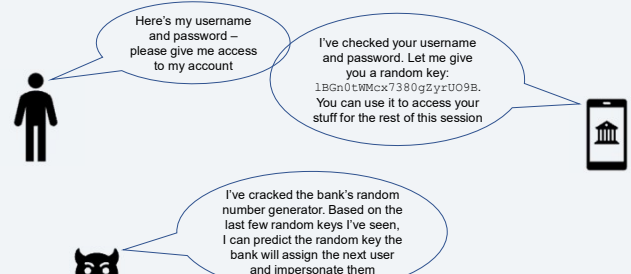 Here's my username
and password –
please give me access
to my account
I've checked your username
and password. Let me give
you a random key:
lBGn0tWMcx7380gZyrUO9B.
You can use it to access your
stuff for the rest of this session
I've cracked the bank's random
number generator. Based on the
last few random keys I've seen,
I can predict the random key the
bank will assign the next user
and impersonate them